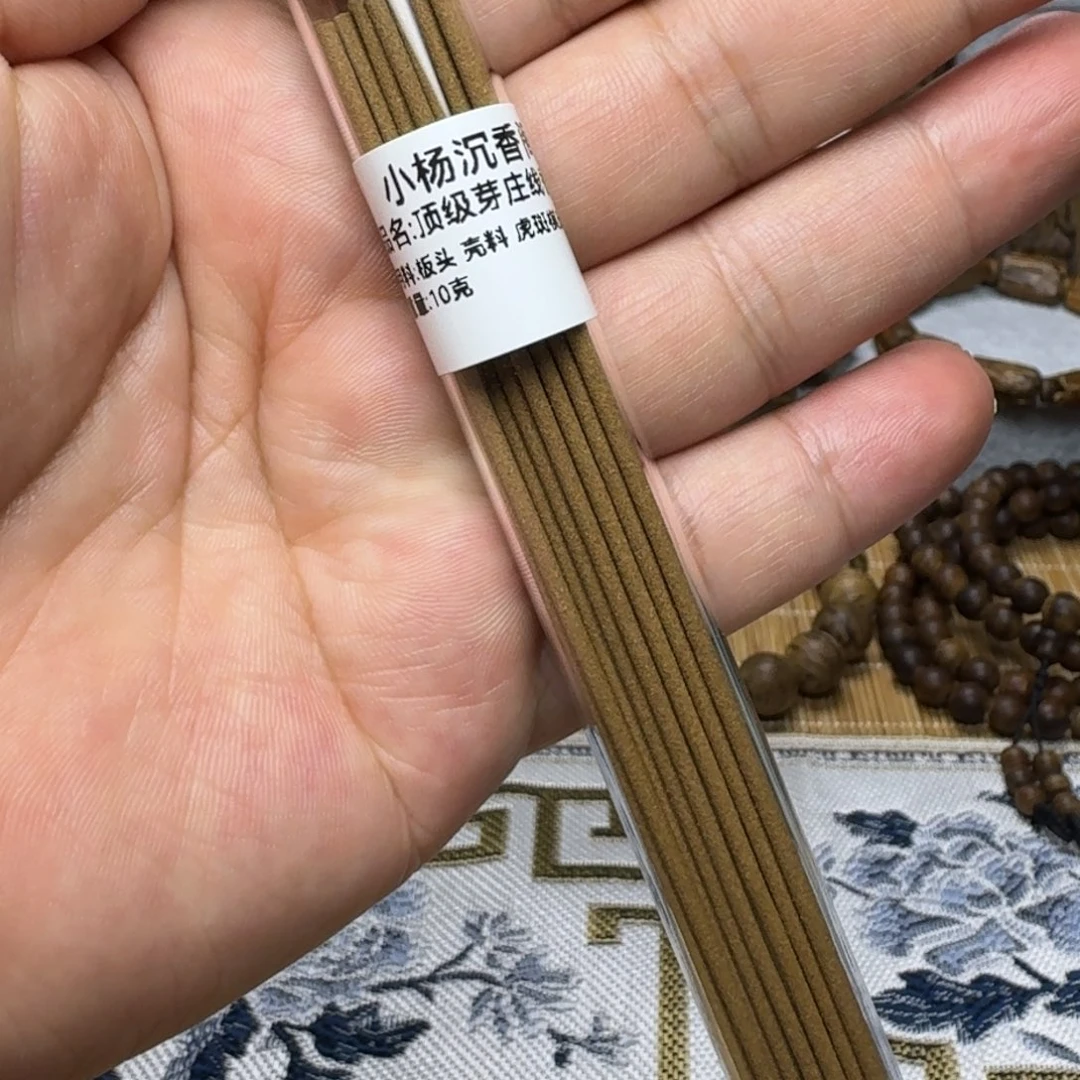 小杨沉香
品名:顶级芽庄线
料:板头 壳料 虎斑
量:10克